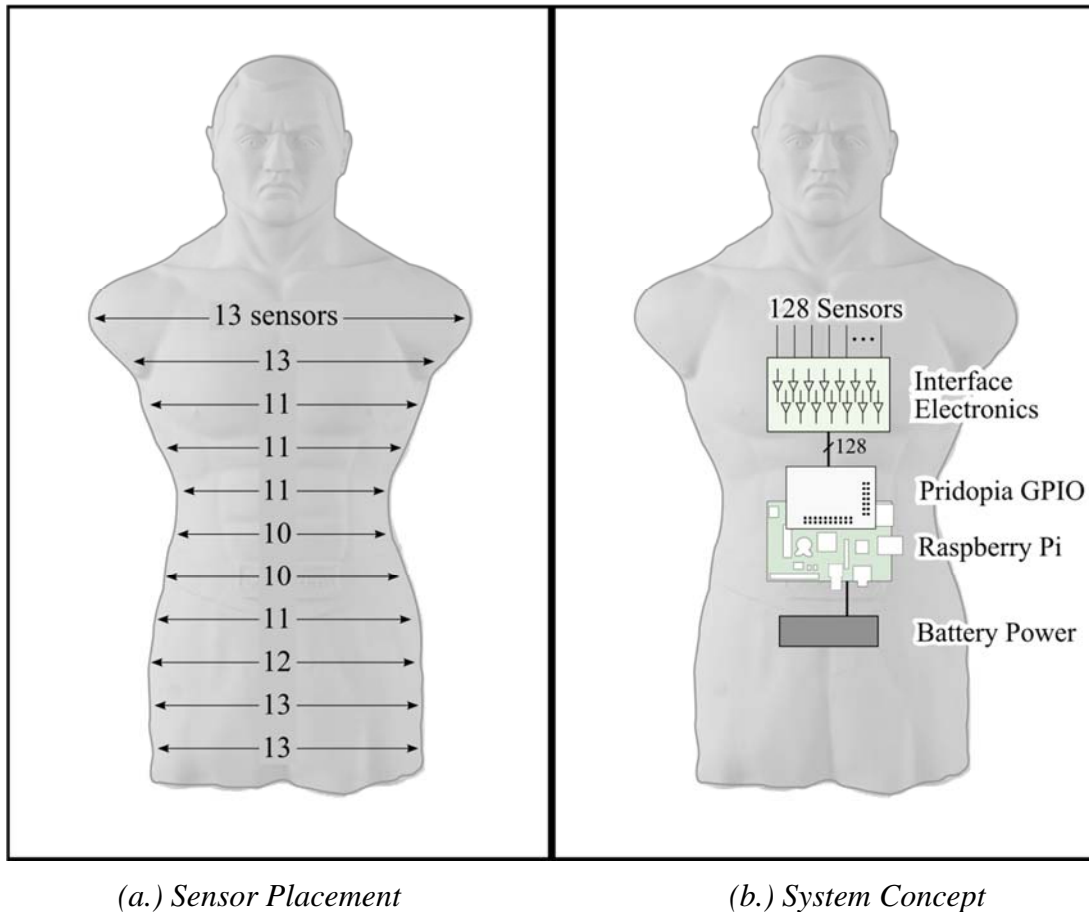 13 sensors
13
11
11
11
10
10
11
12
13
13
128 Sensors
Interface
Electronics
128
Pridopia GPIO
Raspberry Pi
Battery Power
(a.) Sensor Placement
(b.) System Concept